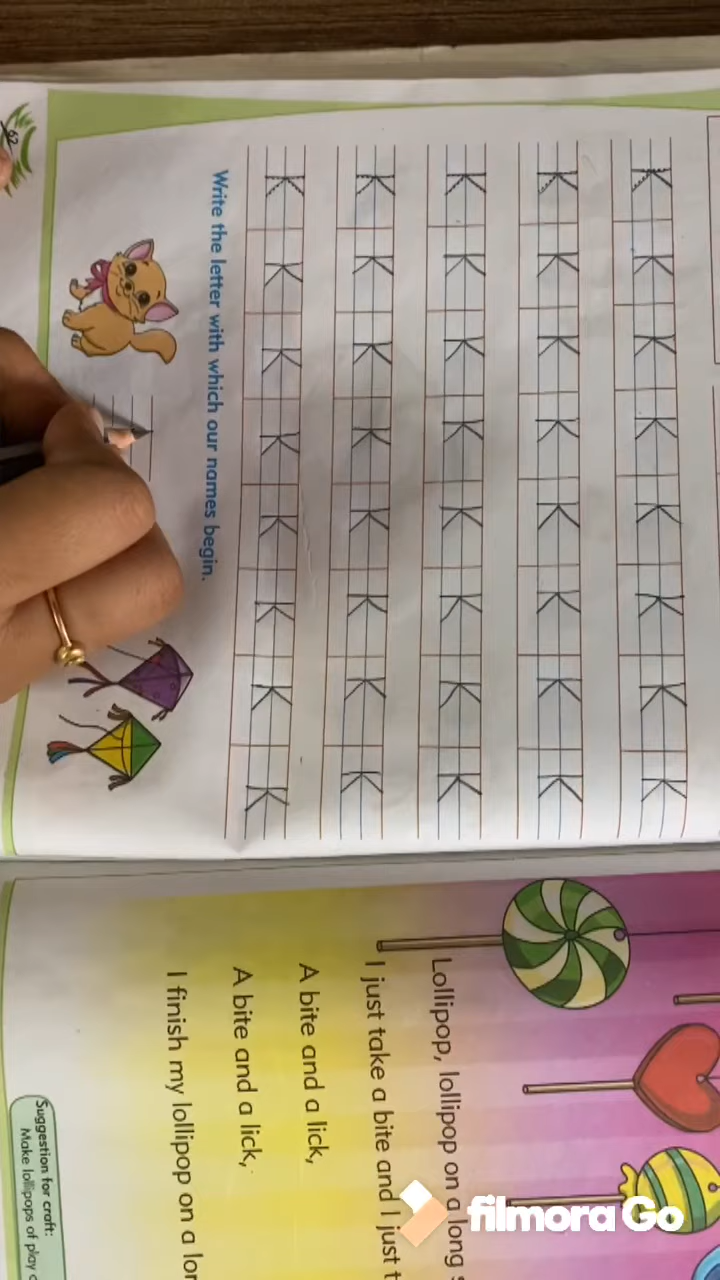 K K K K K K K K
K K K K K K K K
K K K K K K K K
K K K K K K K K
K K K K K K K K
Write the letter with which our names begin.
62
Lollipop, lollipop on a long
I just take a bite and I just
A bite and a lick,
A bite and a lick,
I finish my lollipop on a
Suggestion for craft:
Make lollipops of play
filmora Go